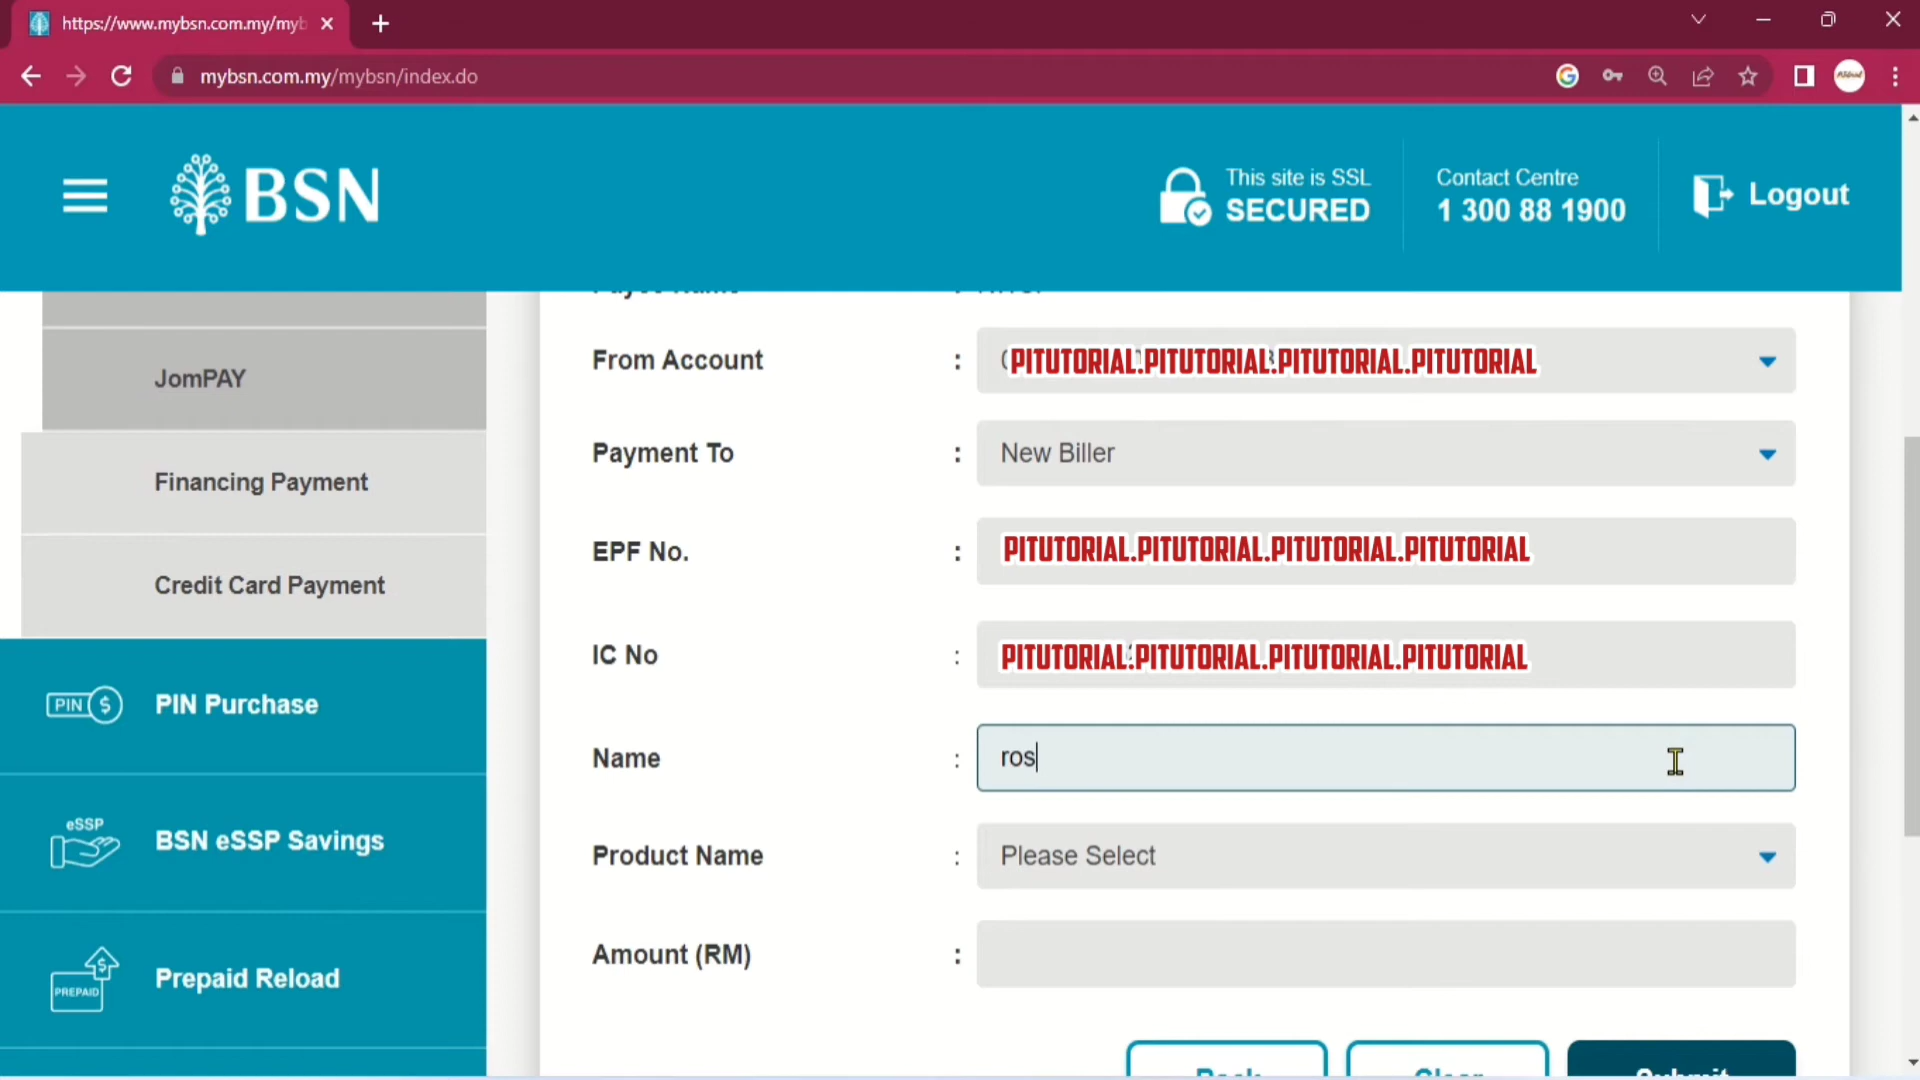 https://www.mybsn.com.my/myb
mybsn.com.my/mybsn/index.do
BSN
This site is SSL
SECURED
Contact Centre
1 300 88 1900
Logout
JomPAY
Financing Payment
Credit Card Payment
PIN $
PIN Purchase
eSSP
BSN eSSP Savings
$
PREPAID
Prepaid Reload
From Account : PITUTORIAL.PITUTORIAL.PITUTORIAL.PITUTORIAL
Payment To : New Biller
EPF No. : PITUTORIAL.PITUTORIAL.PITUTORIAL.PITUTORIAL
IC No : PITUTORIAL.PITUTORIAL.PITUTORIAL.PITUTORIAL
Name : ros
Product Name : Please Select
Amount (RM) :
Back
Clear
Submit